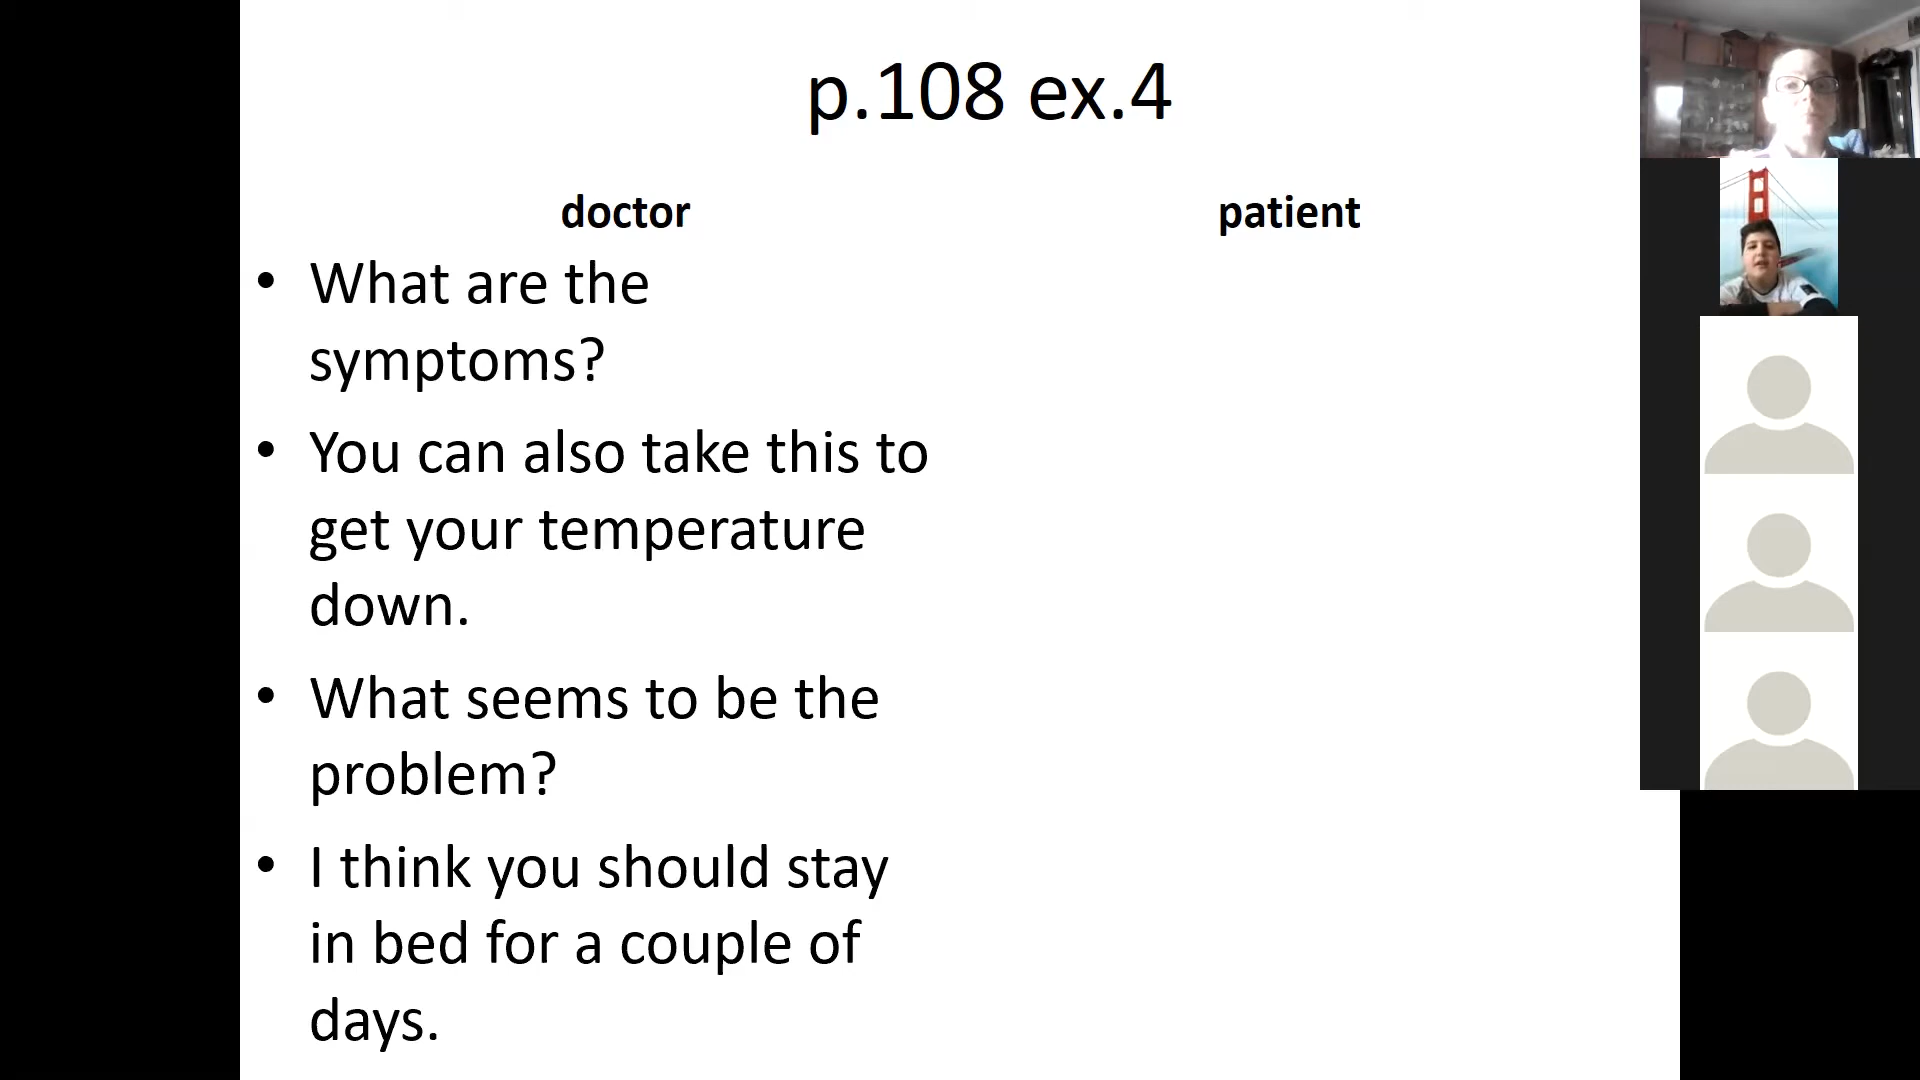 p.108 ex.4
doctor
• What are the
symptoms?
• You can also take this to
get your temperature
down.
• What seems to be the
problem?
• I think you should stay
in bed for a couple of
days.
patient